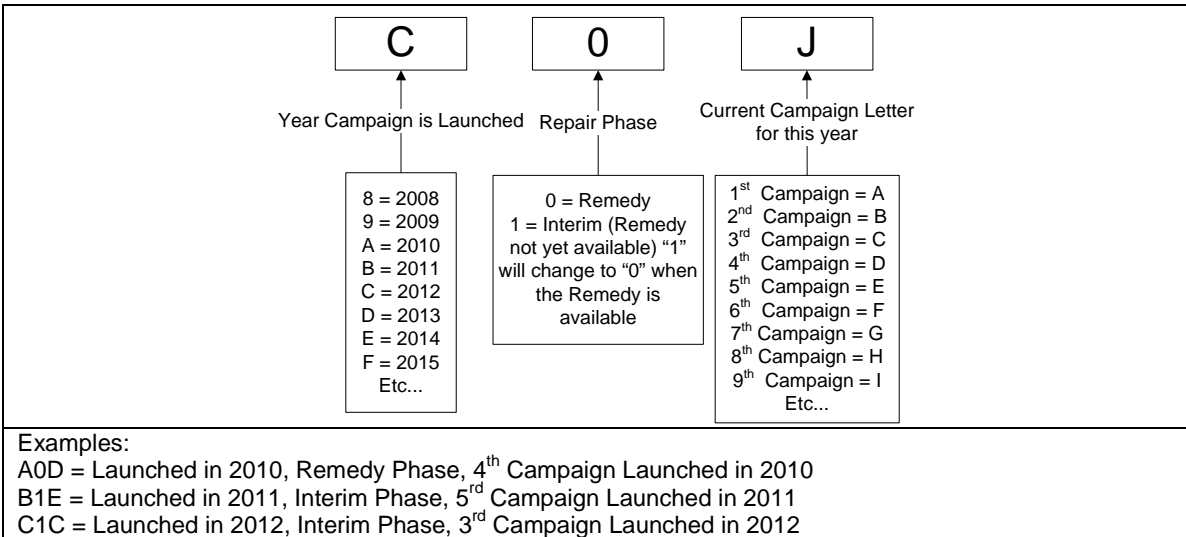 C 0 J
Year Campaign is Launched
Repair Phase
Current Campaign Letter
for this year
8 = 2008
9 = 2009
A = 2010
B = 2011
C = 2012
D = 2013
E = 2014
F = 2015
Etc...
0 = Remedy
1 = Interim (Remedy
not yet available) “1”
will change to “0” when
the Remedy is
available
1st Campaign = A
2nd Campaign = B
3rd Campaign = C
4th Campaign = D
5th Campaign = E
6th Campaign = F
7th Campaign = G
8th Campaign = H
9th Campaign = I
Etc...
Examples:
A0D = Launched in 2010, Remedy Phase, 4th Campaign Launched in 2010
B1E = Launched in 2011, Interim Phase, 5rd Campaign Launched in 2011
C1C = Launched in 2012, Interim Phase, 3rd Campaign Launched in 2012